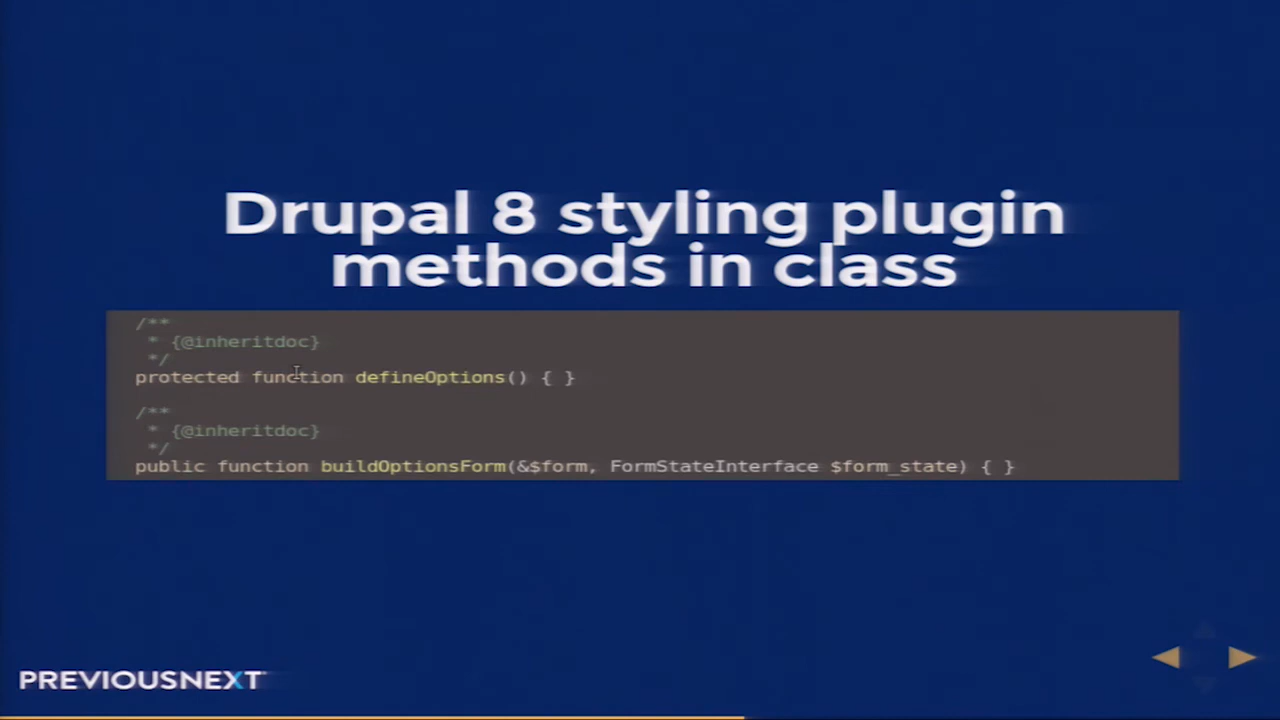 Drupal 8 styling plugin
methods in class
/**
* {@inheritdoc}
*/
protected function defineOptions() { }
/**
* {@inheritdoc}
*/
public function buildOptionsForm(&$form, FormStateInterface $form_state) { }
PREVIOUSNEXT